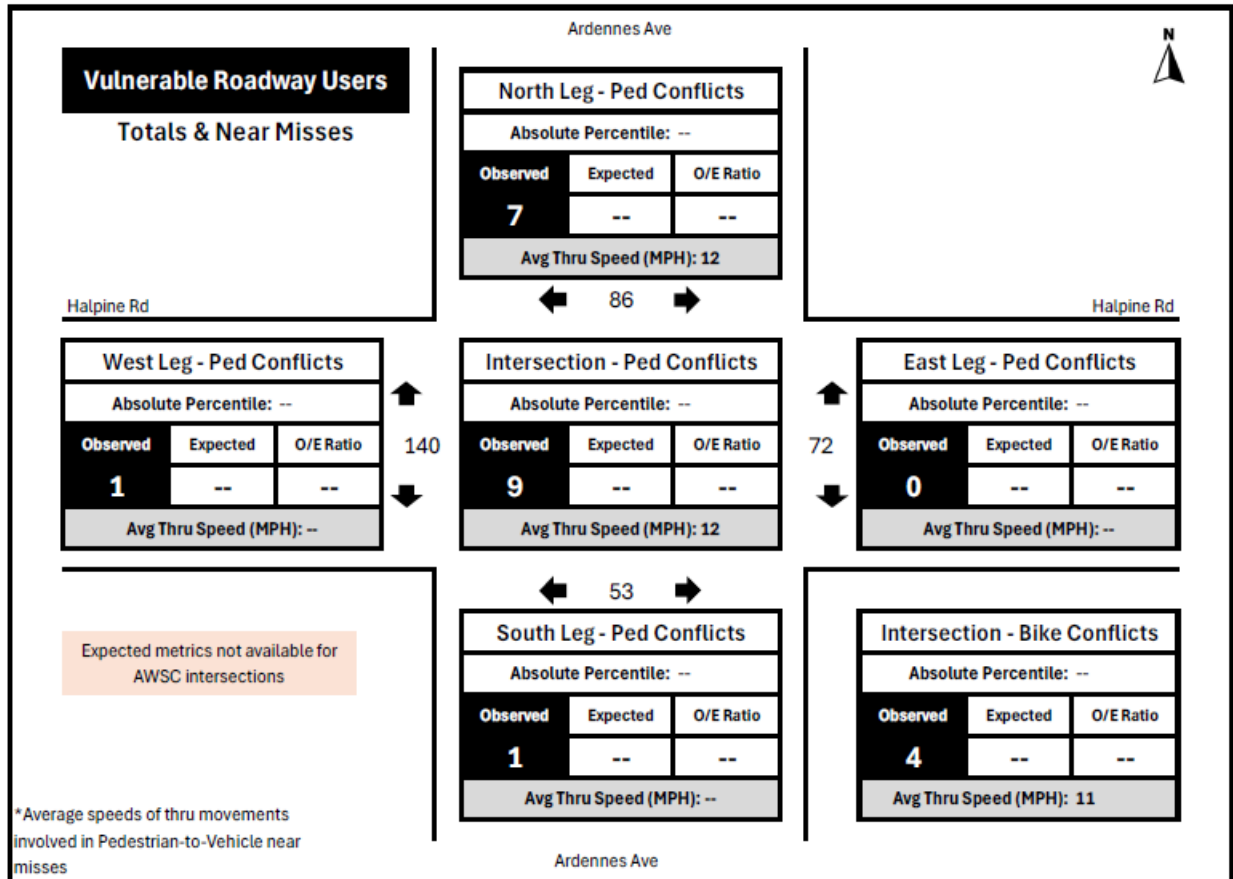 Ardennes Ave
N
Vulnerable Roadway Users
Totals & Near Misses
North Leg - Ped Conflicts
Absolute Percentile: --
Observed Expected O/E Ratio
7 -- --
Avg Thru Speed (MPH): 12
86
Halpine Rd
Halpine Rd
West Leg - Ped Conflicts
Absolute Percentile: --
Observed Expected O/E Ratio
1 -- --
Avg Thru Speed (MPH): --
140
Intersection - Ped Conflicts
Absolute Percentile: --
Observed Expected O/E Ratio
9 -- --
Avg Thru Speed (MPH): 12
72
East Leg - Ped Conflicts
Absolute Percentile: --
Observed Expected O/E Ratio
0 -- --
Avg Thru Speed (MPH): --
53
South Leg - Ped Conflicts
Absolute Percentile: --
Observed Expected O/E Ratio
1 -- --
Avg Thru Speed (MPH): --
Intersection - Bike Conflicts
Absolute Percentile: --
Observed Expected O/E Ratio
4 -- --
Avg Thru Speed (MPH): 11
Expected metrics not available for
AWSC intersections
*Average speeds of thru movements
involved in Pedestrian-to-Vehicle near
misses
Ardennes Ave